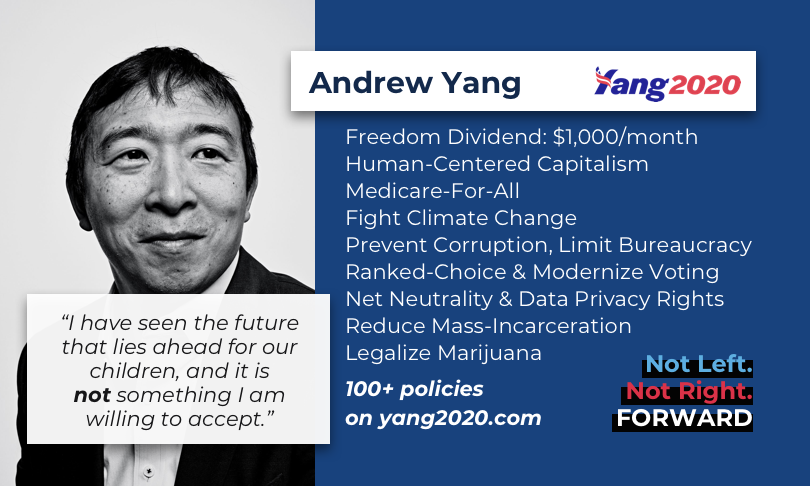 Andrew Yang
Yang2020
Freedom Dividend: $1,000/month
Human-Centered Capitalism
Medicare-For-All
Fight Climate Change
Prevent Corruption, Limit Bureaucracy
Ranked-Choice & Modernize Voting
Net Neutrality & Data Privacy Rights
Reduce Mass-Incarceration
Legalize Marijuana
100+ policies
on yang2020.com
“I have seen the future
that lies ahead for our
children, and it is
not something I am
willing to accept.”
Not Left.
Not Right.
FORWARD